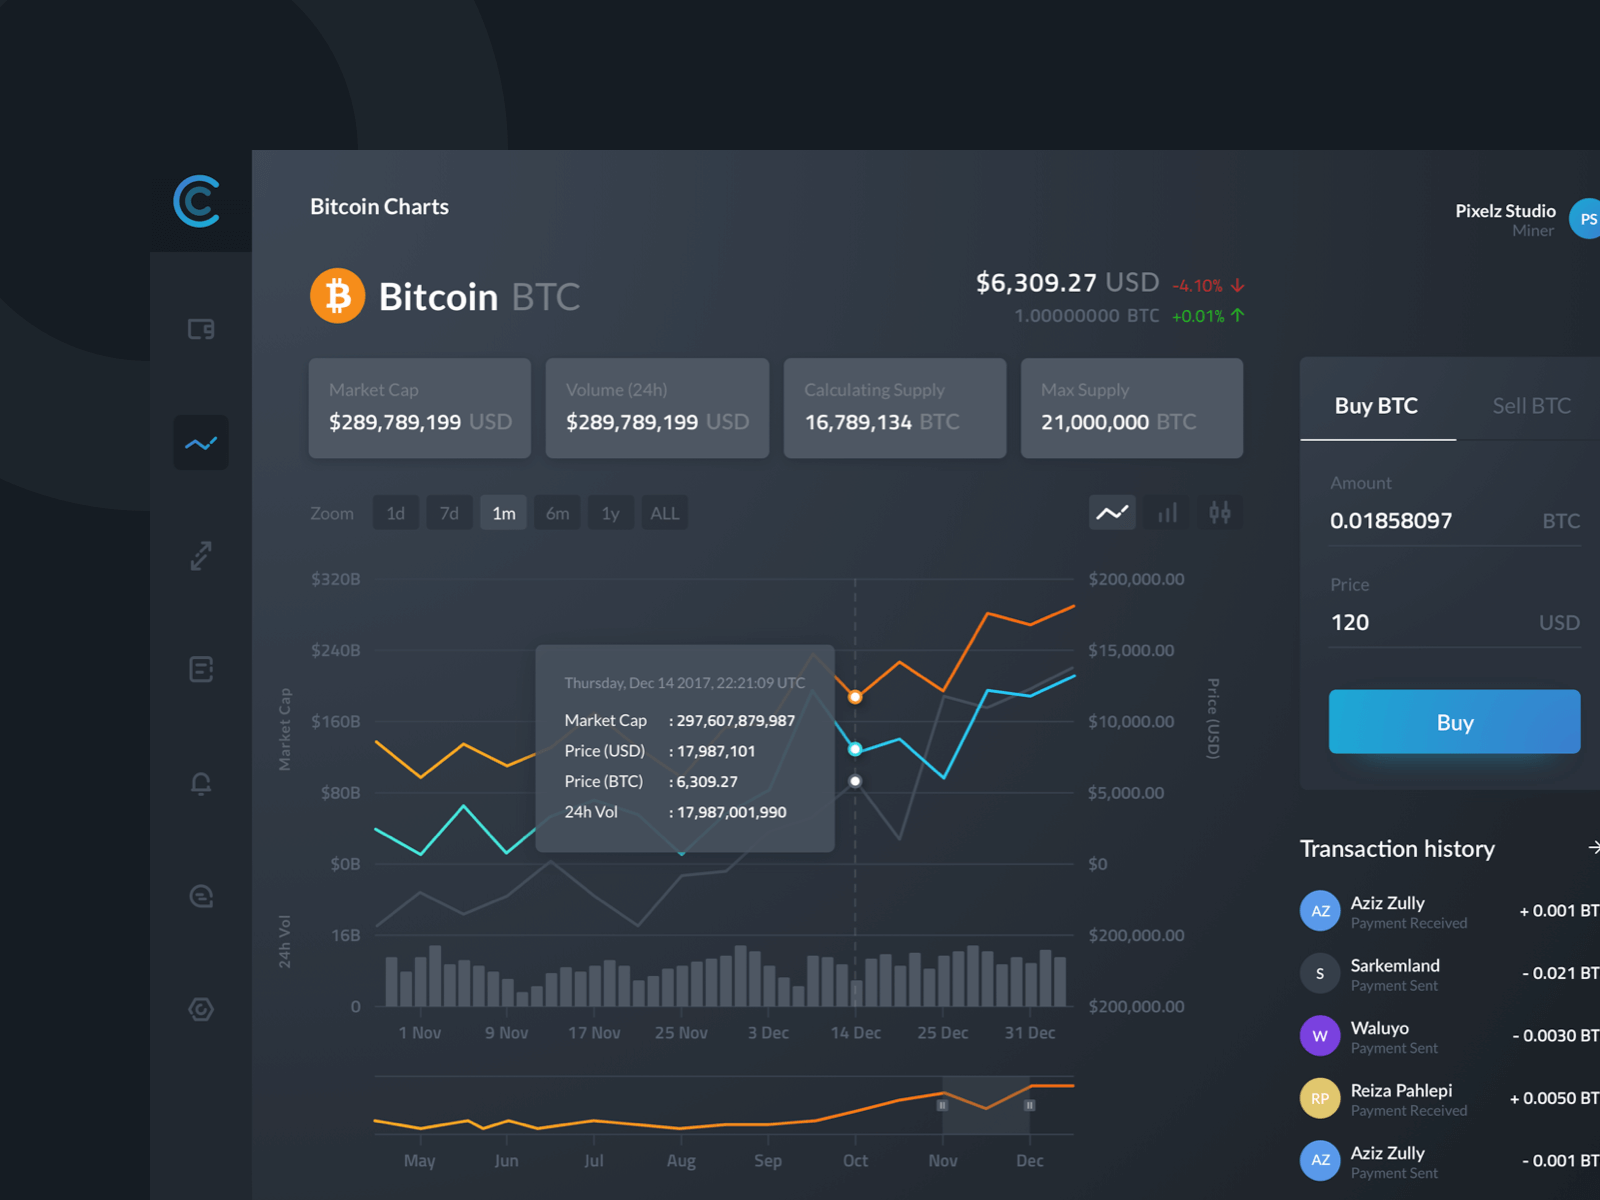 Bitcoin Charts
Pixelz Studio
Miner
PS
Bitcoin BTC
$6,309.27 USD -4.10%
1.00000000 BTC +0.01%
Market Cap
$289,789,199 USD
Volume (24h)
$289,789,199 USD
Calculating Supply
16,789,134 BTC
Max Supply
21,000,000 BTC
Zoom 1d 7d 1m 6m 1y ALL
$320B
$240B
$160B
$80B
$0B
16B
0
Market Cap
24h Vol
Thursday, Dec 14 2017, 22:21:09 UTC
Market Cap : 297,607,879,987
Price (USD) : 17,987,101
Price (BTC) : 6,309.27
24h Vol : 17,987,001,990
$200,000.00
$15,000.00
$10,000.00
$5,000.00
$0
$200,000.00
$200,000.00
Price (USD)
1 Nov 9 Nov 17 Nov 25 Nov 3 Dec 14 Dec 25 Dec 31 Dec
May Jun Jul Aug Sep Oct Nov Dec
Buy BTC Sell BTC
Amount
0.01858097 BTC
Price
120 USD
Buy
Transaction history
AZ Aziz Zully + 0.001 BT
Payment Received
S Sarkemland - 0.021 BT
Payment Sent
W Waluyo - 0.0030 BT
Payment Sent
RP Reiza Pahlepi + 0.0050 BT
Payment Received
AZ Aziz Zully - 0.001 BT
Payment Sent